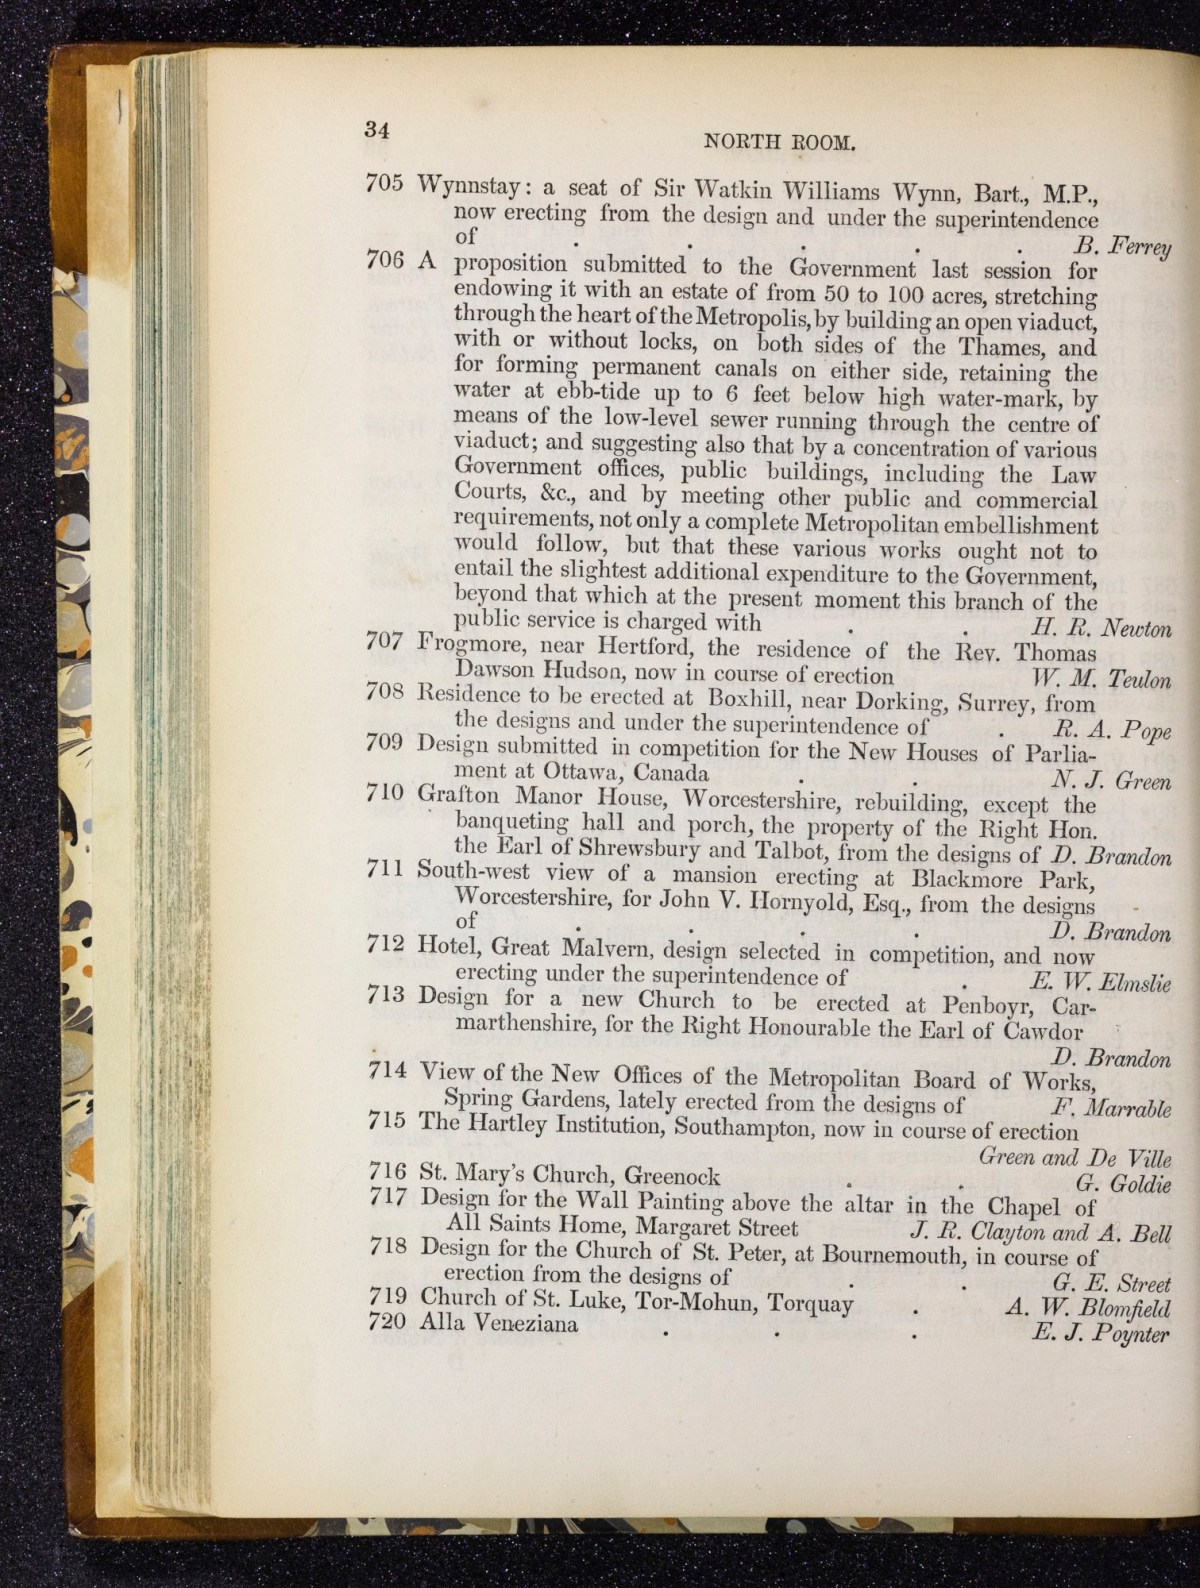 34
NORTH ROOM.
705 Wynnstay: a seat of Sir Watkin Williams Wynn, Bart., M.P.,
now erecting from the design and under the superintendence
of . . . . . B. Ferrey
706 A proposition submitted to the Government last session for
endowing it with an estate of from 50 to 100 acres, stretching
through the heart of the Metropolis, by building an open viaduct,
with or without locks, on both sides of the Thames, and
for forming permanent canals on either side, retaining the
water at ebb-tide up to 6 feet below high water-mark, by
means of the low-level sewer running through the centre of
viaduct; and suggesting also that by a concentration of various
Government offices, public buildings, including the Law
Courts, &c., and by meeting other public and commercial
requirements, not only a complete Metropolitan embellishment
would follow, but that these various works ought not to
entail the slightest additional expenditure to the Government,
beyond that which at the present moment this branch of the
public service is charged with . . H. R. Newton
707 Frogmore, near Hertford, the residence of the Rev. Thomas
Dawson Hudson, now in course of erection W. M. Teulon
708 Residence to be erected at Boxhill, near Dorking, Surrey, from
the designs and under the superintendence of . R. A. Pope
709 Design submitted in competition for the New Houses of Parlia-
ment at Ottawa, Canada . . N. J. Green
710 Grafton Manor House, Worcestershire, rebuilding, except the
banqueting hall and porch, the property of the Right Hon.
the Earl of Shrewsbury and Talbot, from the designs of D. Brandon
711 South-west view of a mansion erecting at Blackmore Park,
Worcestershire, for John V. Hornyold, Esq., from the designs
of . . . . D. Brandon
712 Hotel, Great Malvern, design selected in competition, and now
erecting under the superintendence of . E. W. Elmslie
713 Design for a new Church to be erected at Penboyr, Car-
marthenshire, for the Right Honourable the Earl of Cawdor
D. Brandon
714 View of the New Offices of the Metropolitan Board of Works,
Spring Gardens, lately erected from the designs of F. Marrable
715 The Hartley Institution, Southampton, now in course of erection
Green and De Ville
716 St. Mary's Church, Greenock . . G. Goldie
717 Design for the Wall Painting above the altar in the Chapel of
All Saints Home, Margaret Street J. R. Clayton and A. Bell
718 Design for the Church of St. Peter, at Bournemouth, in course of
erection from the designs of . . G. E. Street
719 Church of St. Luke, Tor-Mohun, Torquay . A. W. Blomfield
720 Alla Veneziana . . . E. J. Poynter